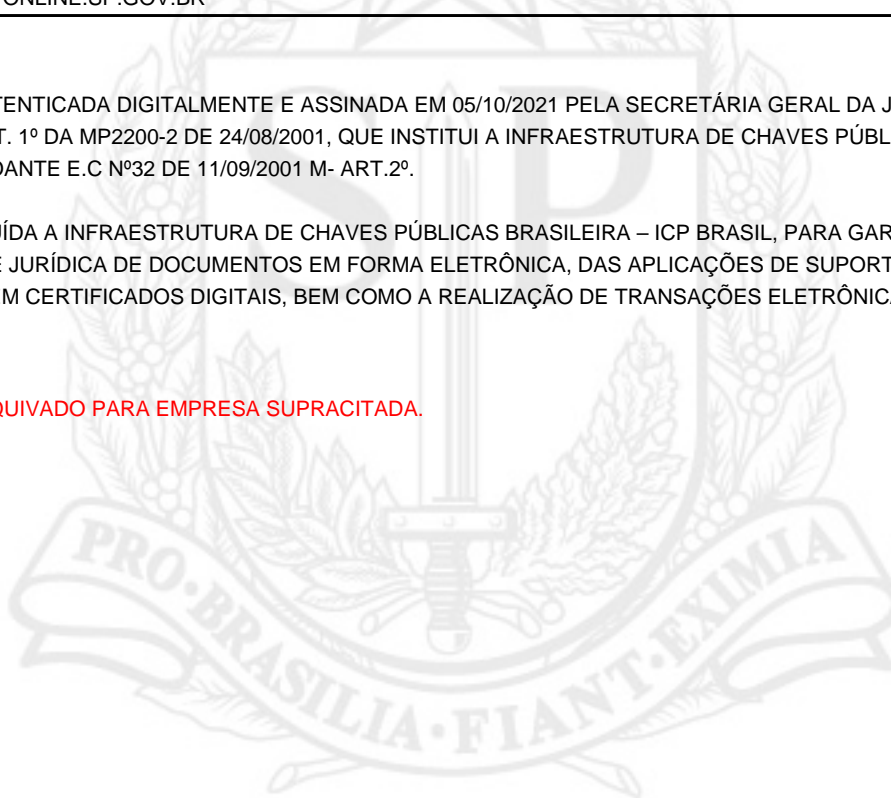 ONLINE.SP.GOV.BR
TENTICADA DIGITALMENTE E ASSINADA EM 05/10/2021 PELA SECRETÁRIA GERAL DA J
T. 1º DA MP2200-2 DE 24/08/2001, QUE INSTITUI A INFRAESTRUTURA DE CHAVES PÚBL
DANTE E.C Nº32 DE 11/09/2001 M- ART.2º.
UÍDA A INFRAESTRUTURA DE CHAVES PÚBLICAS BRASILEIRA – ICP BRASIL, PARA GAR
E JURÍDICA DE DOCUMENTOS EM FORMA ELETRÔNICA, DAS APLICAÇÕES DE SUPORT
EM CERTIFICADOS DIGITAIS, BEM COMO A REALIZAÇÃO DE TRANSAÇÕES ELETRÔNICA
QUIVADO PARA EMPRESA SUPRACITADA.
SP
PRO·BRASILIA·FIANT·EXIMIA